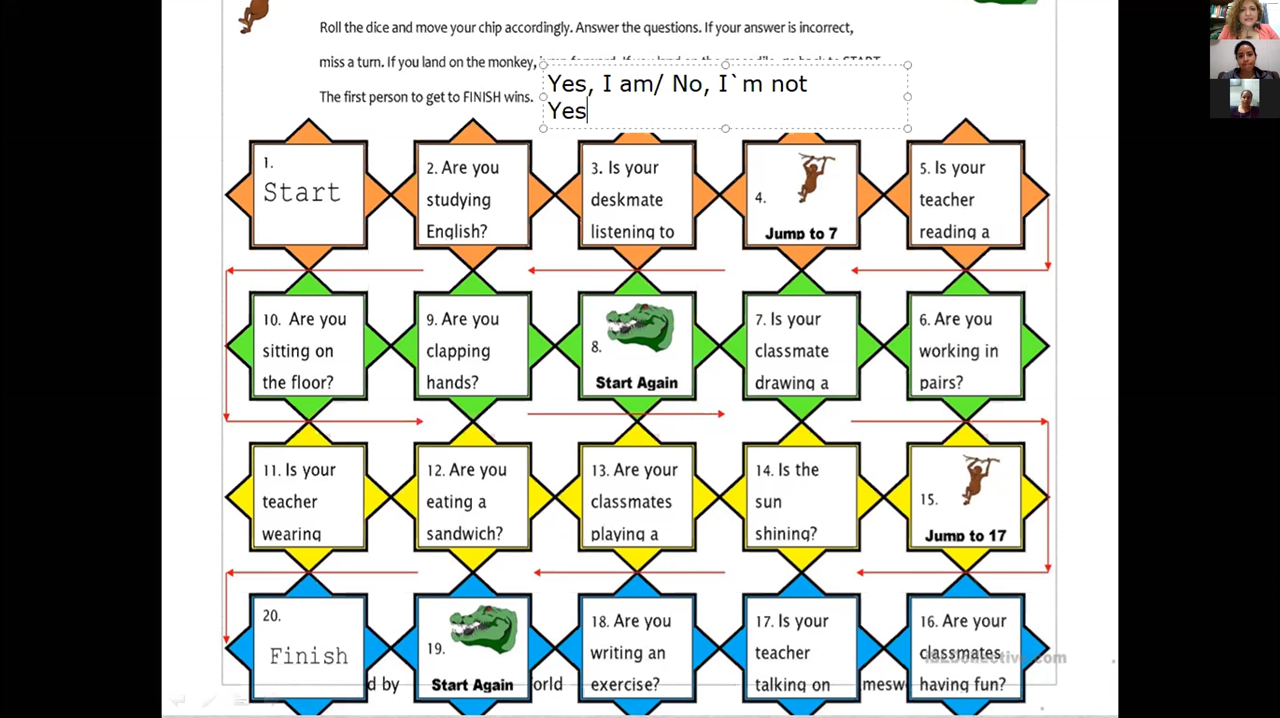 Roll the dice and move your chip accordingly. Answer the questions. If your answer is incorrect,
miss a turn. If you land on the monkey,
The first person to get to FINISH wins.
Yes, I am/ No, I`m not
Yes
1.
Start
2. Are you
studying
English?
3. Is your
deskmate
listening to
4.
Jump to 7
5. Is your
teacher
reading a
10. Are you
sitting on
the floor?
9. Are you
clapping
hands?
8.
Start Again
7. Is your
classmate
drawing a
6. Are you
working in
pairs?
11. Is your
teacher
wearing
12. Are you
eating a
sandwich?
13. Are your
classmates
playing a
14. Is the
sun
shining?
15.
Jump to 17
20.
Finish
19.
Start Again
18. Are you
writing an
exercise?
17. Is your
teacher
talking on
16. Are your
classmates
having fun?